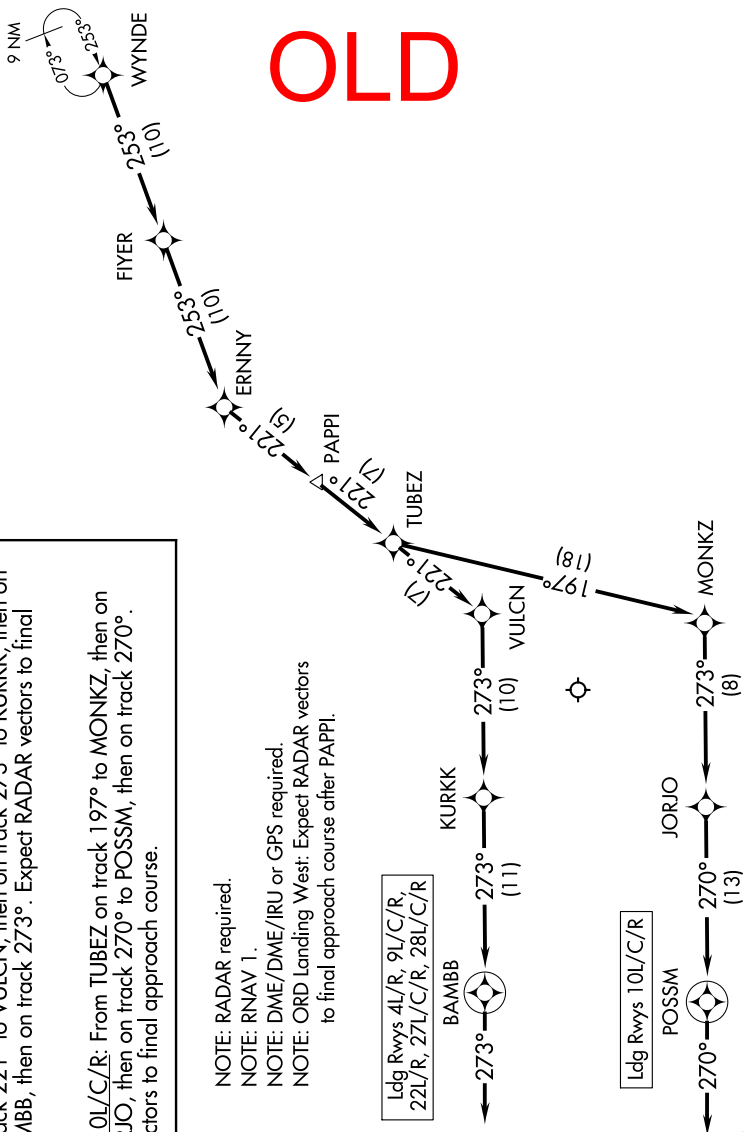 OLD
9 NM
253°
073°
WYNDE
253°
(10)
FIYER
253°
(10)
ERNNY
221°
(5)
PAPPI
221°
(7)
TUBEZ
221°
(7)
VULCN
197°
(18)
MONKZ
273°
(10)
KURKK
273°
(11)
BAMBB
273°
273°
(8)
JORJO
270°
(13)
POSSM
270°
track 273°. Expect RADAR vectors to final
0L/C/R: From TUBEZ on track 197° to MONKZ, then on
JO, then on track 270° to POSSM, then on track 270°.
ctors to final approach course.
NOTE: RADAR required.
NOTE: RNAV 1.
NOTE: DME/DME/IRU or GPS required.
NOTE: ORD Landing West: Expect RADAR vectors
to final approach course after PAPPI.
Ldg Rwys 4L/R, 9L/C/R,
22L/R, 27L/C/R, 28L/C/R
Ldg Rwys 10L/C/R